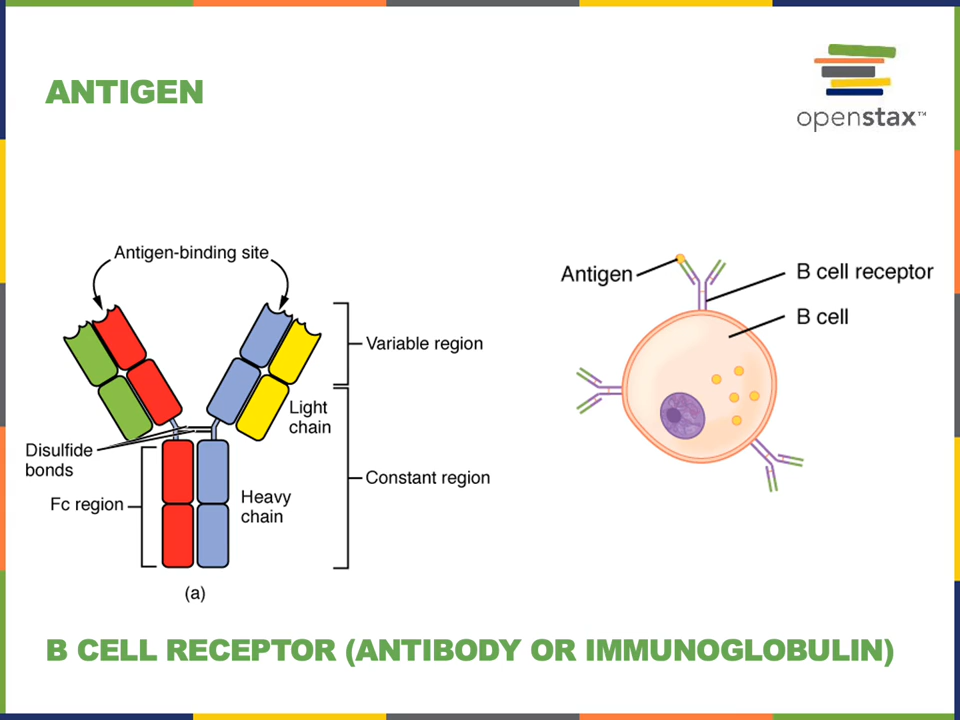 ANTIGEN
openstax™
Antigen-binding site
Variable region
Light
chain
Disulfide
bonds
Constant region
Fc region
Heavy
chain
(a)
Antigen
B cell receptor
B cell
B CELL RECEPTOR (ANTIBODY OR IMMUNOGLOBULIN)